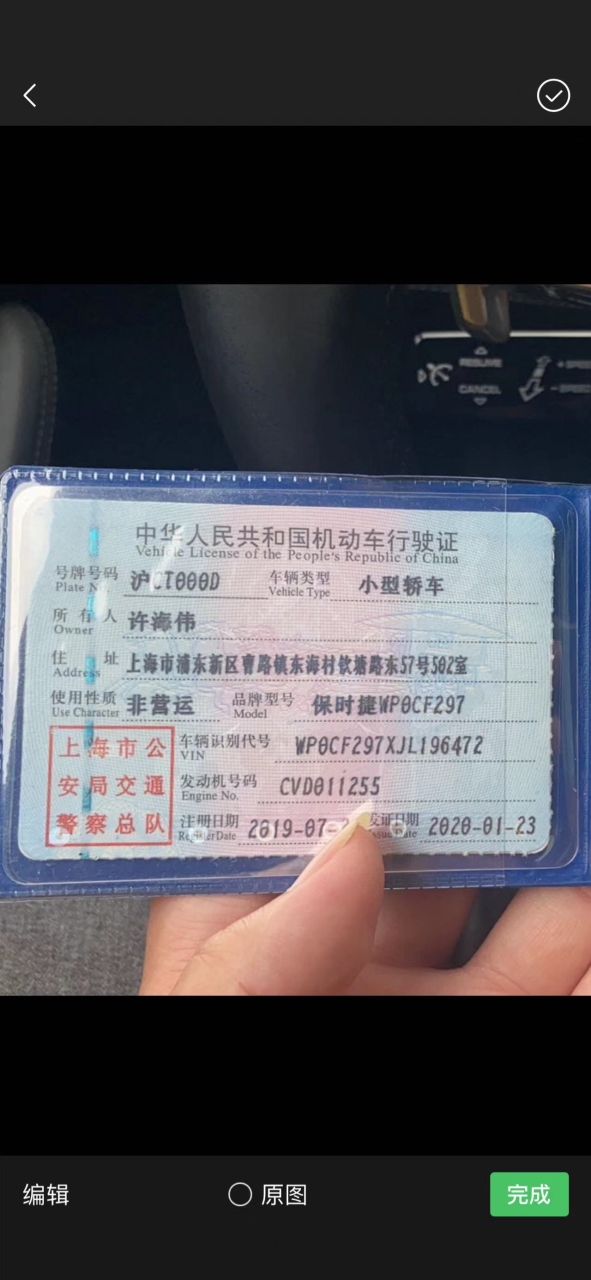 RESUME
CANCEL
中华人民共和国机动车行驶证
Vehicle License of the People's Republic of China
号牌号码 沪CT000D 车辆类型 小型轿车
Plate No. Vehicle Type
所有人 许海伟
Owner
住址 上海市浦东新区曹路镇东海村钦塘路东57号502室
Address
使用性质 非营运 品牌型号 保时捷WP0CF297
Use Character Model
上海市公
安局交通
警察总队
车辆识别代号 WP0CF297XJL196472
VIN
发动机号码 CVD011255
Engine No.
注册日期 2019-07- 发证日期 2020-01-23
Register Date Issue Date
编辑 原图 完成